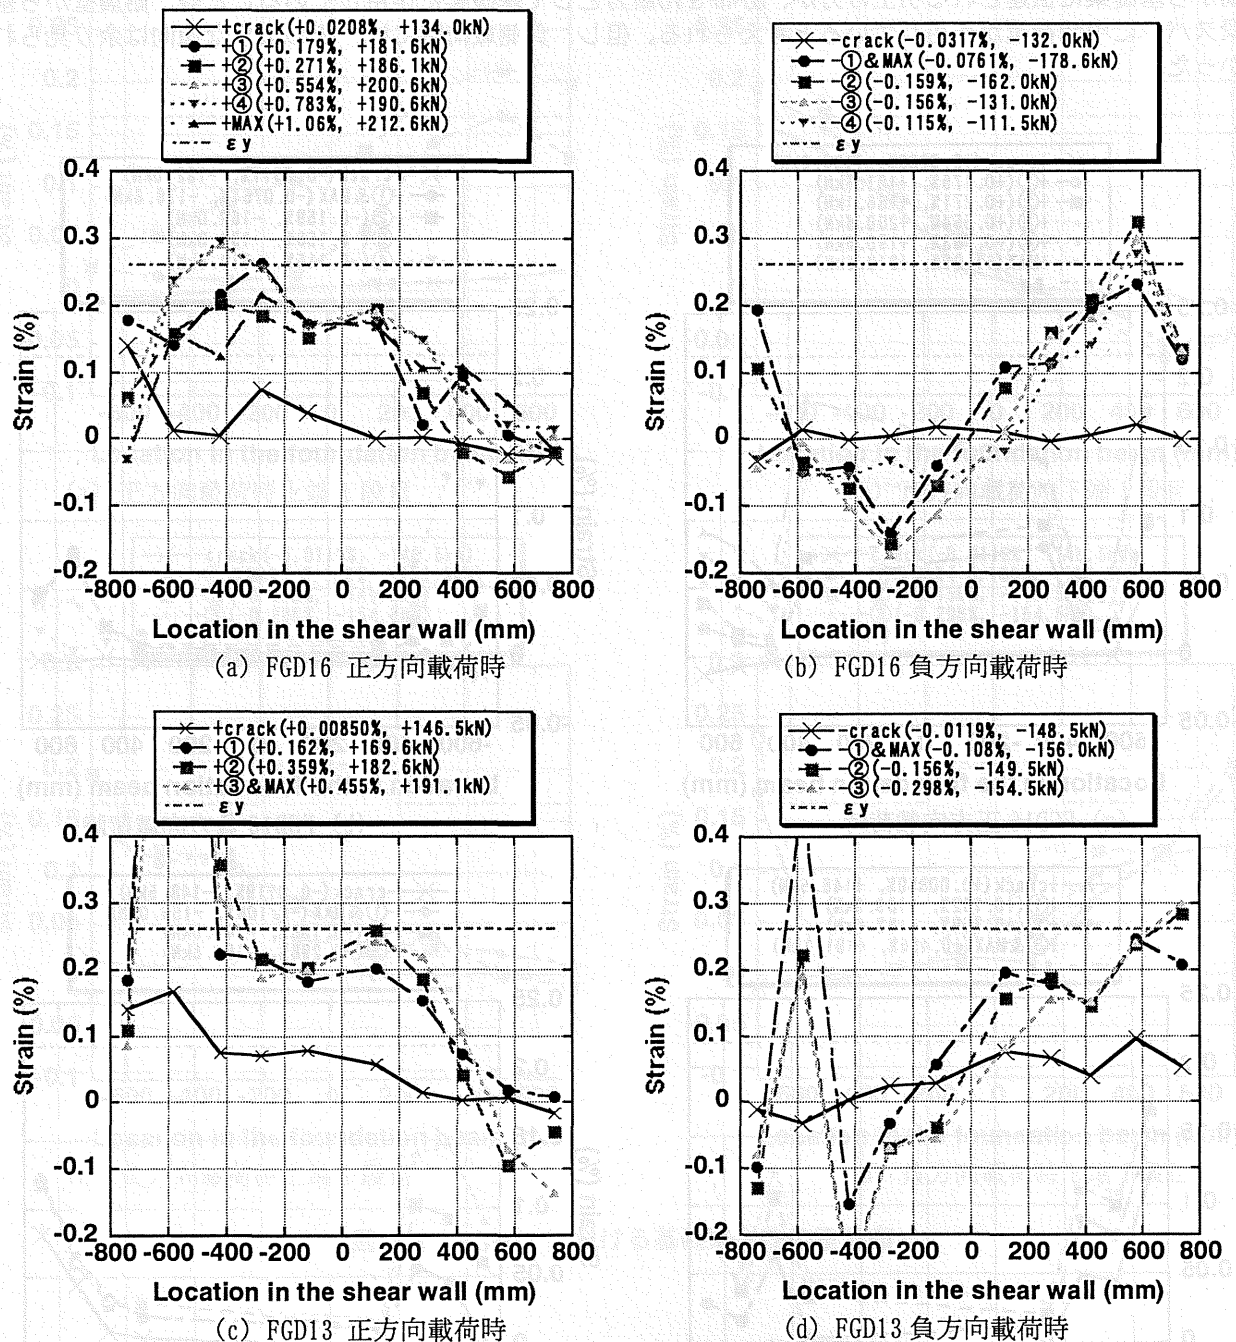 +crack(+0.0208%, +134.0kN)
+①(+0.179%, +181.6kN)
+②(+0.271%, +186.1kN)
+③(+0.554%, +200.6kN)
+④(+0.783%, +190.6kN)
+MAX(+1.06%, +212.6kN)
εy
-crack(-0.0317%, -132.0kN)
-①&MAX(-0.0761%, -178.6kN)
-②(-0.159%, -162.0kN)
-③(-0.156%, -131.0kN)
-④(-0.115%, -111.5kN)
εy
0.4
0.3
0.2
0.1
0
-0.1
-0.2
Strain (%)
-800 -600 -400 -200 0 200 400 600 800
Location in the shear wall (mm)
(a) FGD16 正方向載荷時
0.4
0.3
0.2
0.1
0
-0.1
-0.2
Strain (%)
-800 -600 -400 -200 0 200 400 600 800
Location in the shear wall (mm)
(b) FGD16 負方向載荷時
+crack(+0.00850%, +146.5kN)
+①(+0.162%, +169.6kN)
+②(+0.359%, +182.6kN)
+③&MAX(+0.455%, +191.1kN)
εy
-crack(-0.0119%, -148.5kN)
-①&MAX(-0.108%, -156.0kN)
-②(-0.156%, -149.5kN)
-③(-0.298%, -154.5kN)
εy
0.4
0.3
0.2
0.1
0
-0.1
-0.2
Strain (%)
-800 -600 -400 -200 0 200 400 600 800
Location in the shear wall (mm)
(c) FGD13 正方向載荷時
0.4
0.3
0.2
0.1
0
-0.1
-0.2
Strain (%)
-800 -600 -400 -200 0 200 400 600 800
Location in the shear wall (mm)
(d) FGD13 負方向載荷時